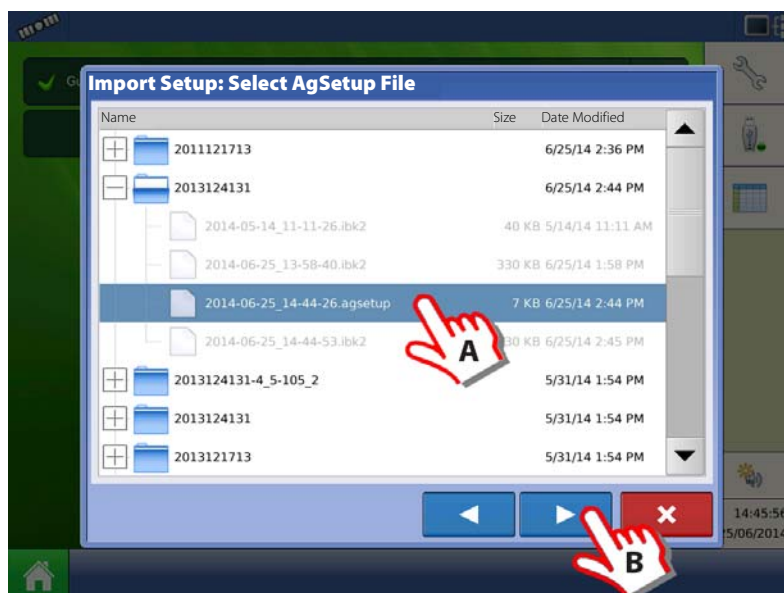 mom
Gu
Import Setup: Select AgSetup File
Name Size Date Modified
2011121713 6/25/14 2:36 PM
2013124131 6/25/14 2:44 PM
2014-05-14_11-11-26.ibk2 40 KB 5/14/14 11:11 AM
2014-06-25_13-58-40.ibk2 330 KB 6/25/14 1:58 PM
2014-06-25_14-44-26.agsetup 7 KB 6/25/14 2:44 PM
A
2014-06-25_14-44-53.ibk2 30 KB 6/25/14 2:45 PM
2013124131-4_5-105_2 5/31/14 1:54 PM
2013124131 5/31/14 1:54 PM
2013121713 5/31/14 1:54 PM
14:45:56
5/06/2014
B